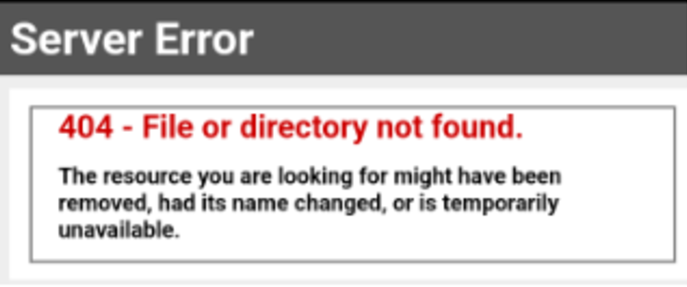 Server Error
404 - File or directory not found.
The resource you are looking for might have been
removed, had its name changed, or is temporarily
unavailable.